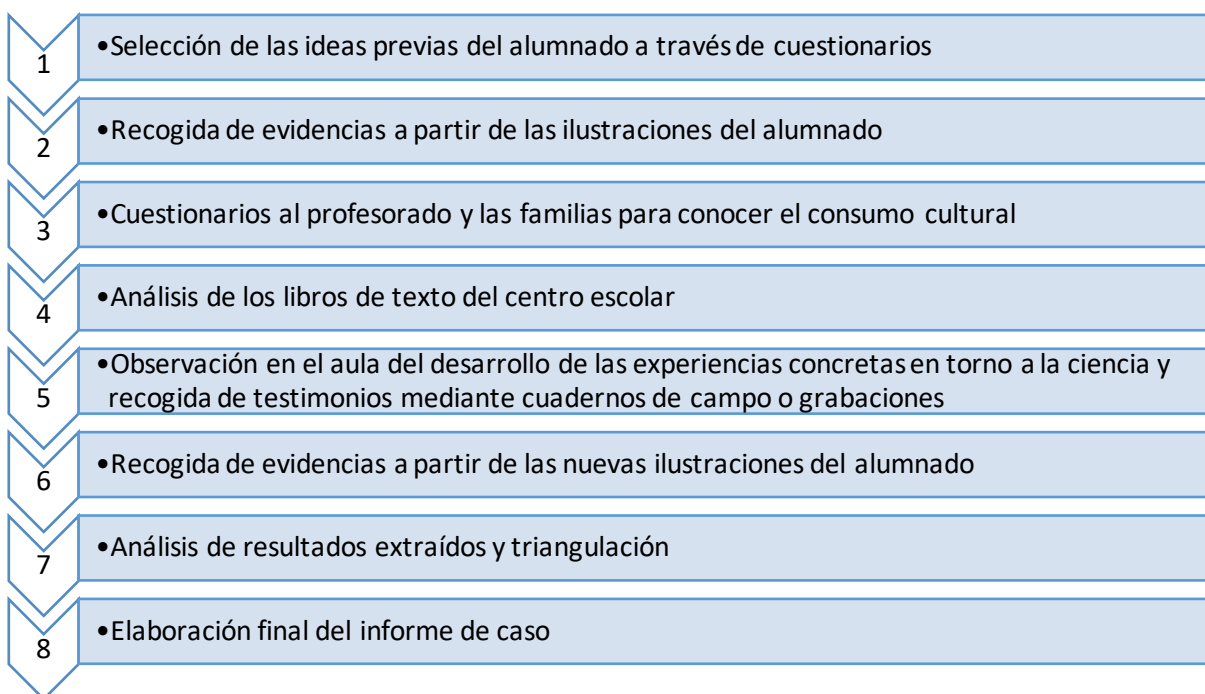 1
•Selección de las ideas previas del alumnado a través de cuestionarios
2
•Recogida de evidencias a partir de las ilustraciones del alumnado
3
•Cuestionarios al profesorado y las familias para conocer el consumo cultural
4
•Análisis de los libros de texto del centro escolar
5
•Observación en el aula del desarrollo de las experiencias concretas en torno a la ciencia y
recogida de testimonios mediante cuadernos de campo o grabaciones
6
•Recogida de evidencias a partir de las nuevas ilustraciones del alumnado
7
•Análisis de resultados extraídos y triangulación
8
•Elaboración final del informe de caso